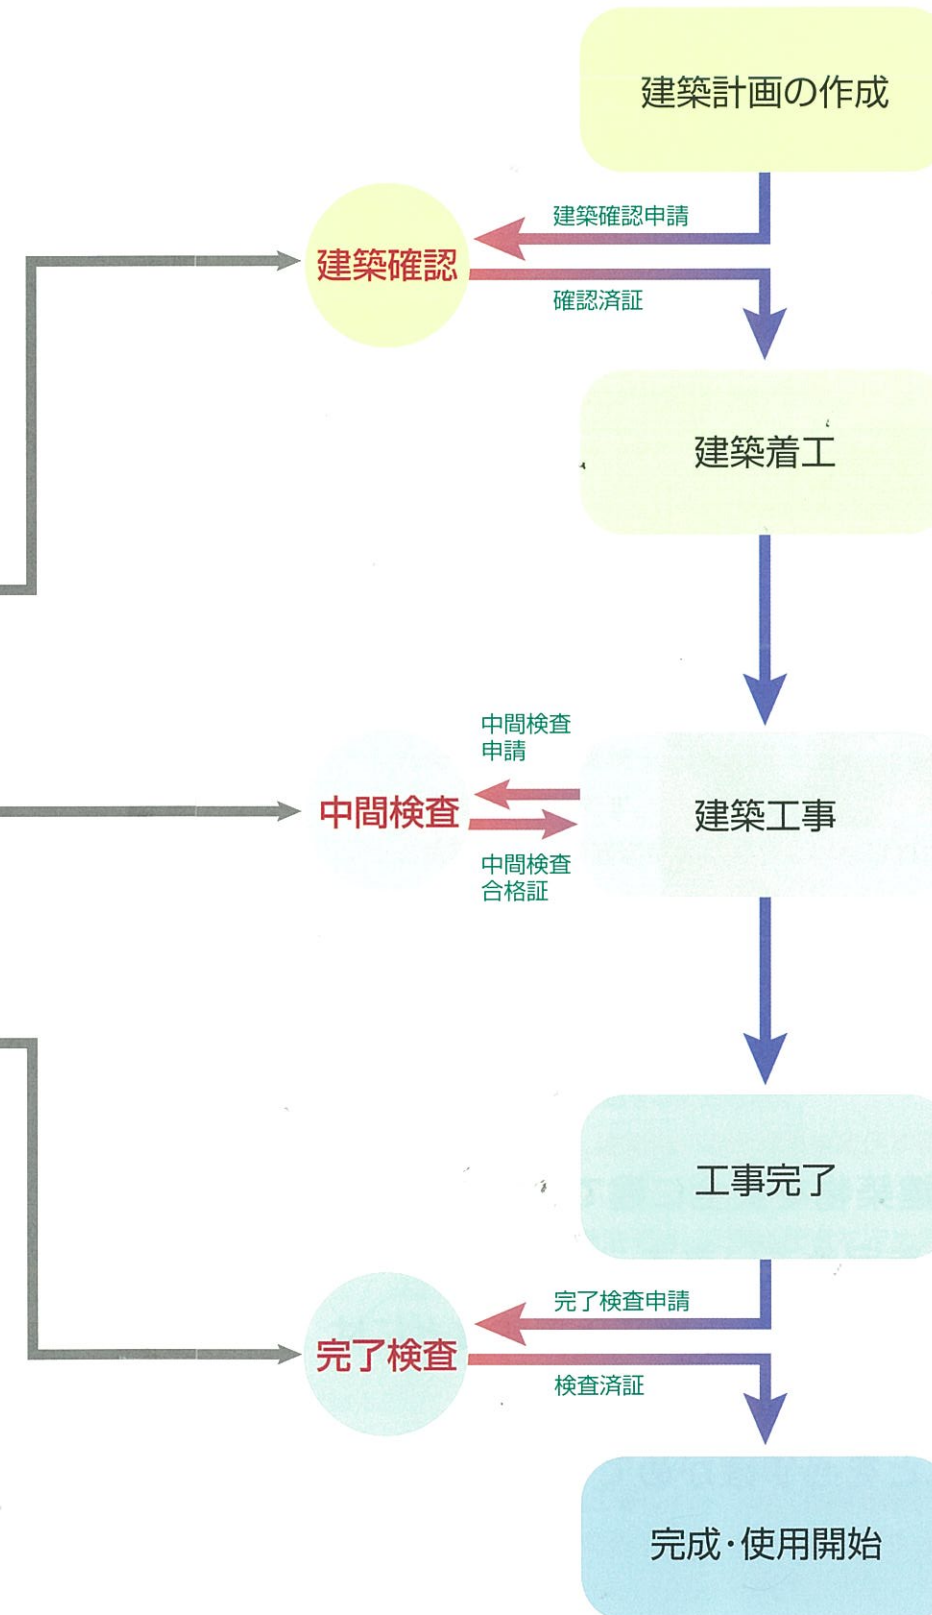 建築計画の作成
建築確認申請
建築確認
確認済証
建築着工
中間検査
申請
中間検査
建築工事
中間検査
合格証
工事完了
完了検査申請
完了検査
検査済証
完成・使用開始